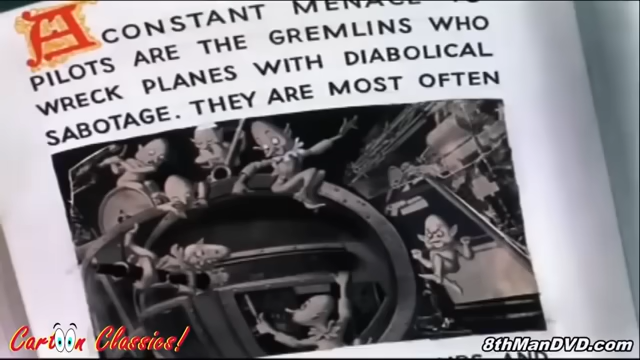 A CONSTANT MENACE TO
PILOTS ARE THE GREMLINS WHO
WRECK PLANES WITH DIABOLICAL
SABOTAGE. THEY ARE MOST OFTEN
Cartoon Classics!
8thManDVD.com